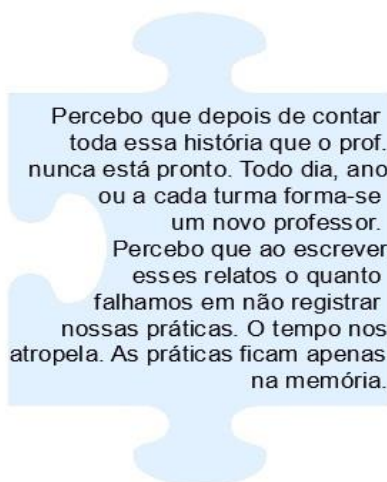 Percebo que depois de contar
toda essa história que o prof.
nunca está pronto. Todo dia, ano
ou a cada turma forma-se
um novo professor.
Percebo que ao escrever
esses relatos o quanto
falhamos em não registrar
nossas práticas. O tempo nos
atropela. As práticas ficam apenas
na memória.